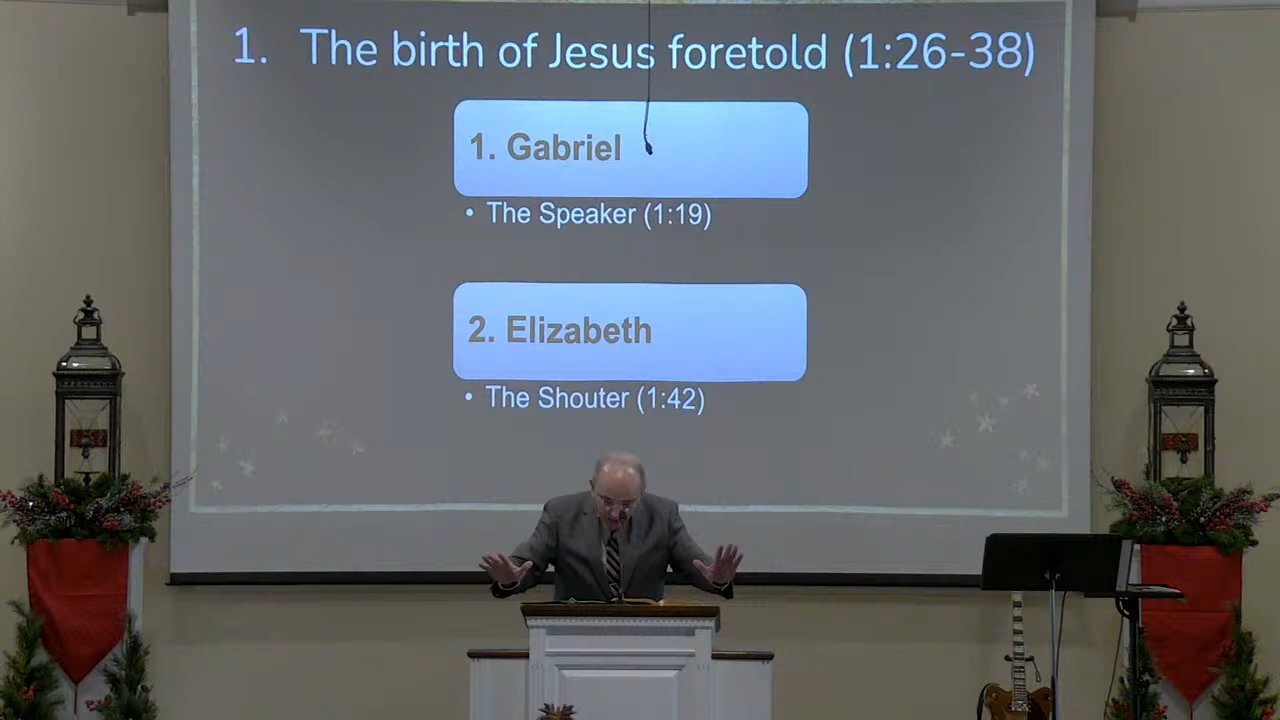 1. The birth of Jesus foretold (1:26-38)
1. Gabriel
• The Speaker (1:19)
2. Elizabeth
• The Shouter (1:42)